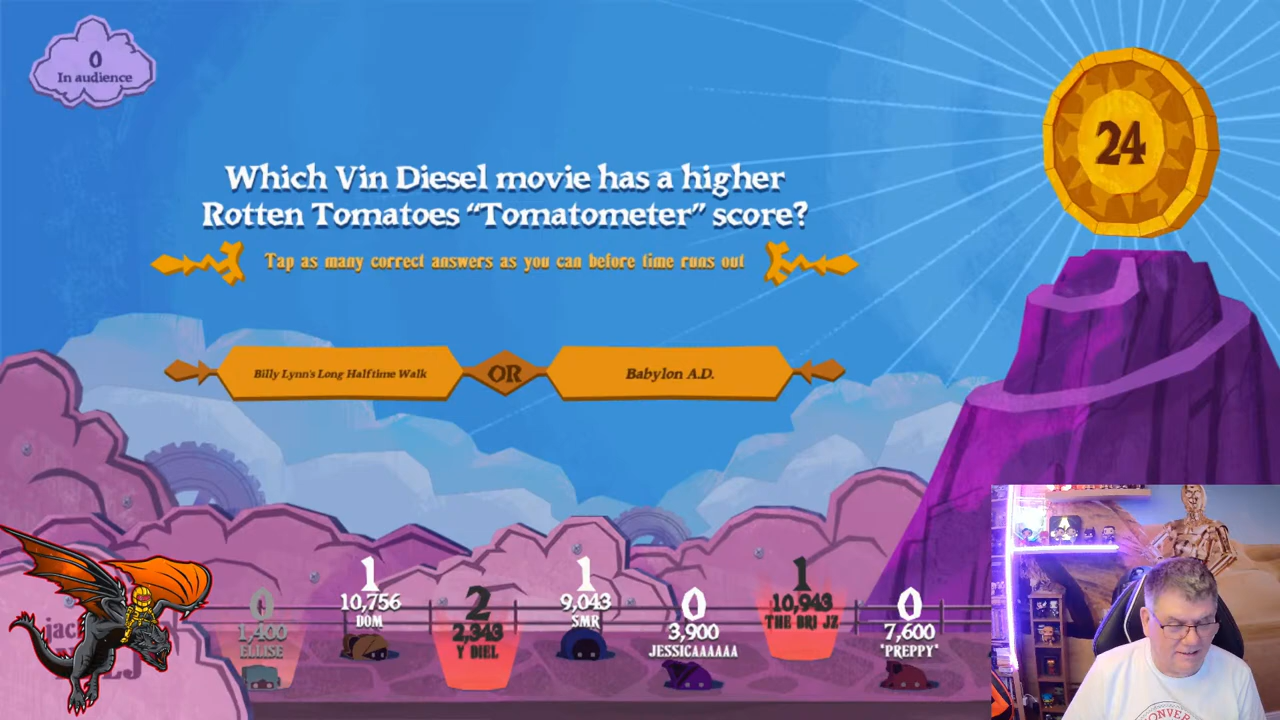 0
In audience
24
Which Vin Diesel movie has a higher
Rotten Tomatoes “Tomatometer” score?
Tap as many correct answers as you can before time runs out
Billy Lynn's Long Halftime Walk
OR
Babylon A.D.
0
1,400
ELLISE
1
10,756
DOM
2
2,343
Y DIEL
1
9,043
SMR
0
3,900
JESSICAAAAAA
1
10,943
THE BRI JZ
0
7,600
"PREPPY"